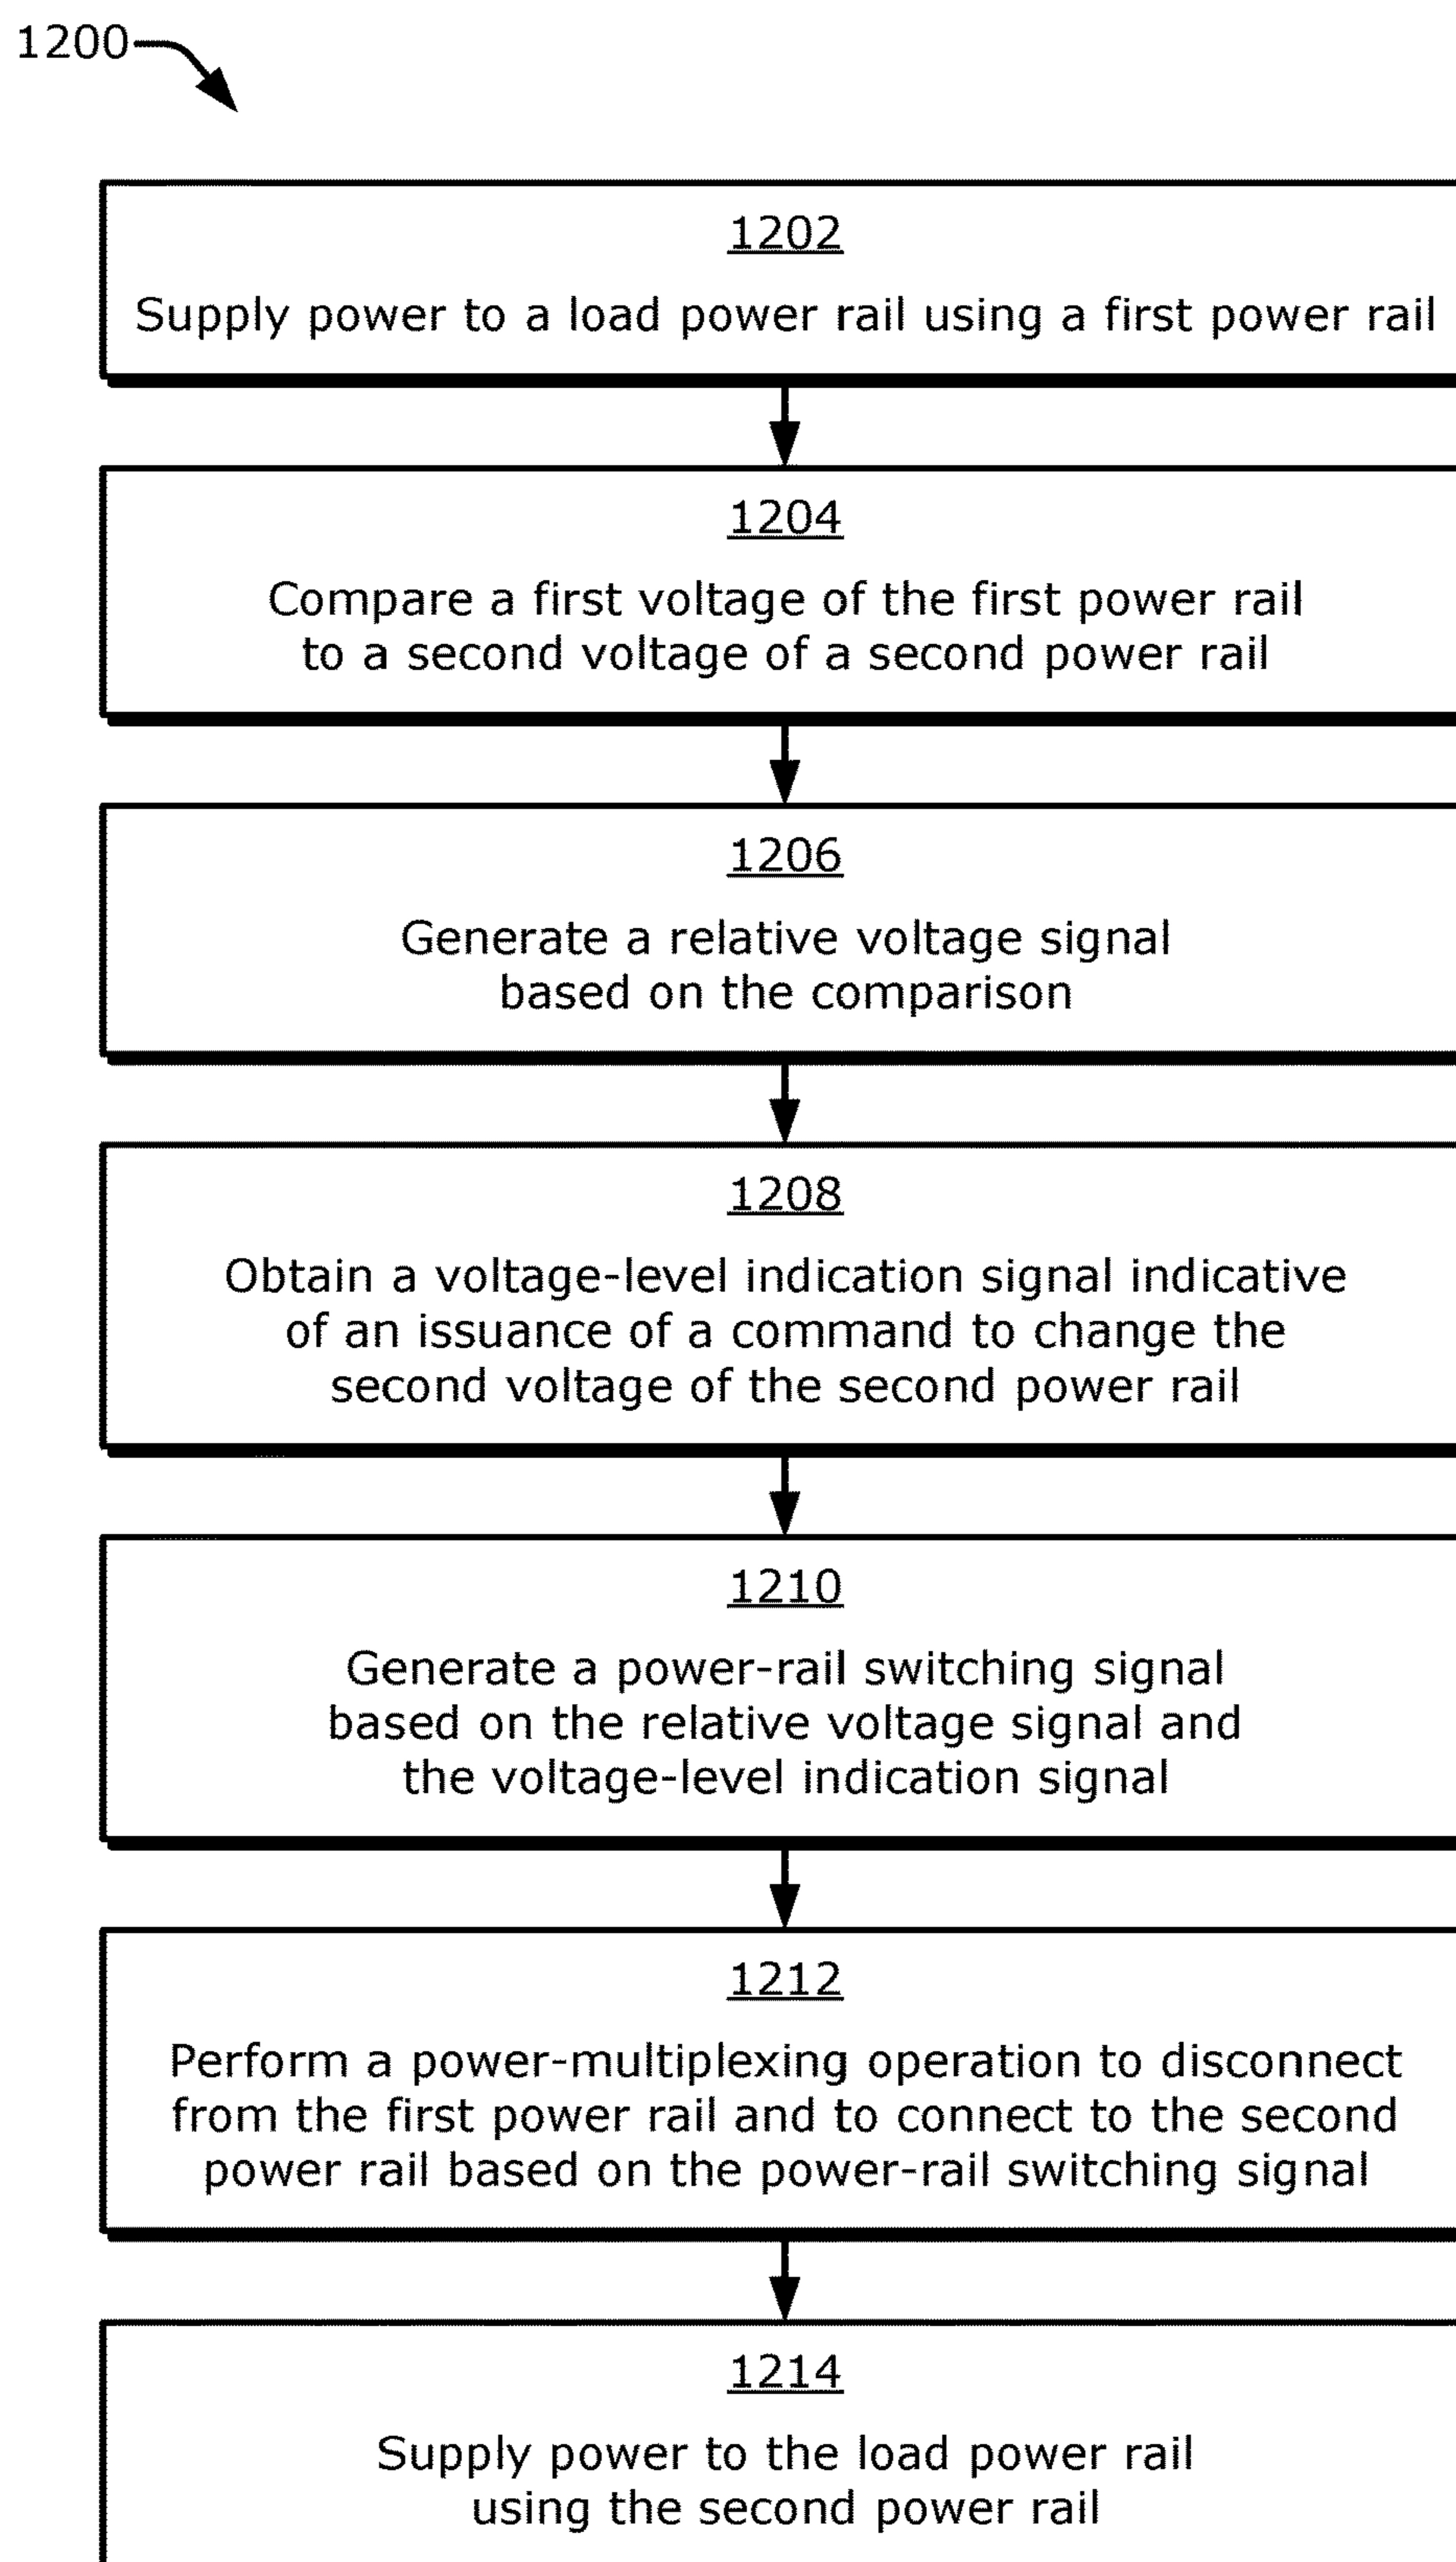 1200
1202
Supply power to a load power rail using a first power rail
1204
Compare a first voltage of the first power rail
to a second voltage of a second power rail
1206
Generate a relative voltage signal
based on the comparison
1208
Obtain a voltage-level indication signal indicative
of an issuance of a command to change the
second voltage of the second power rail
1210
Generate a power-rail switching signal
based on the relative voltage signal and
the voltage-level indication signal
1212
Perform a power-multiplexing operation to disconnect
from the first power rail and to connect to the second
power rail based on the power-rail switching signal
1214
Supply power to the load power rail
using the second power rail